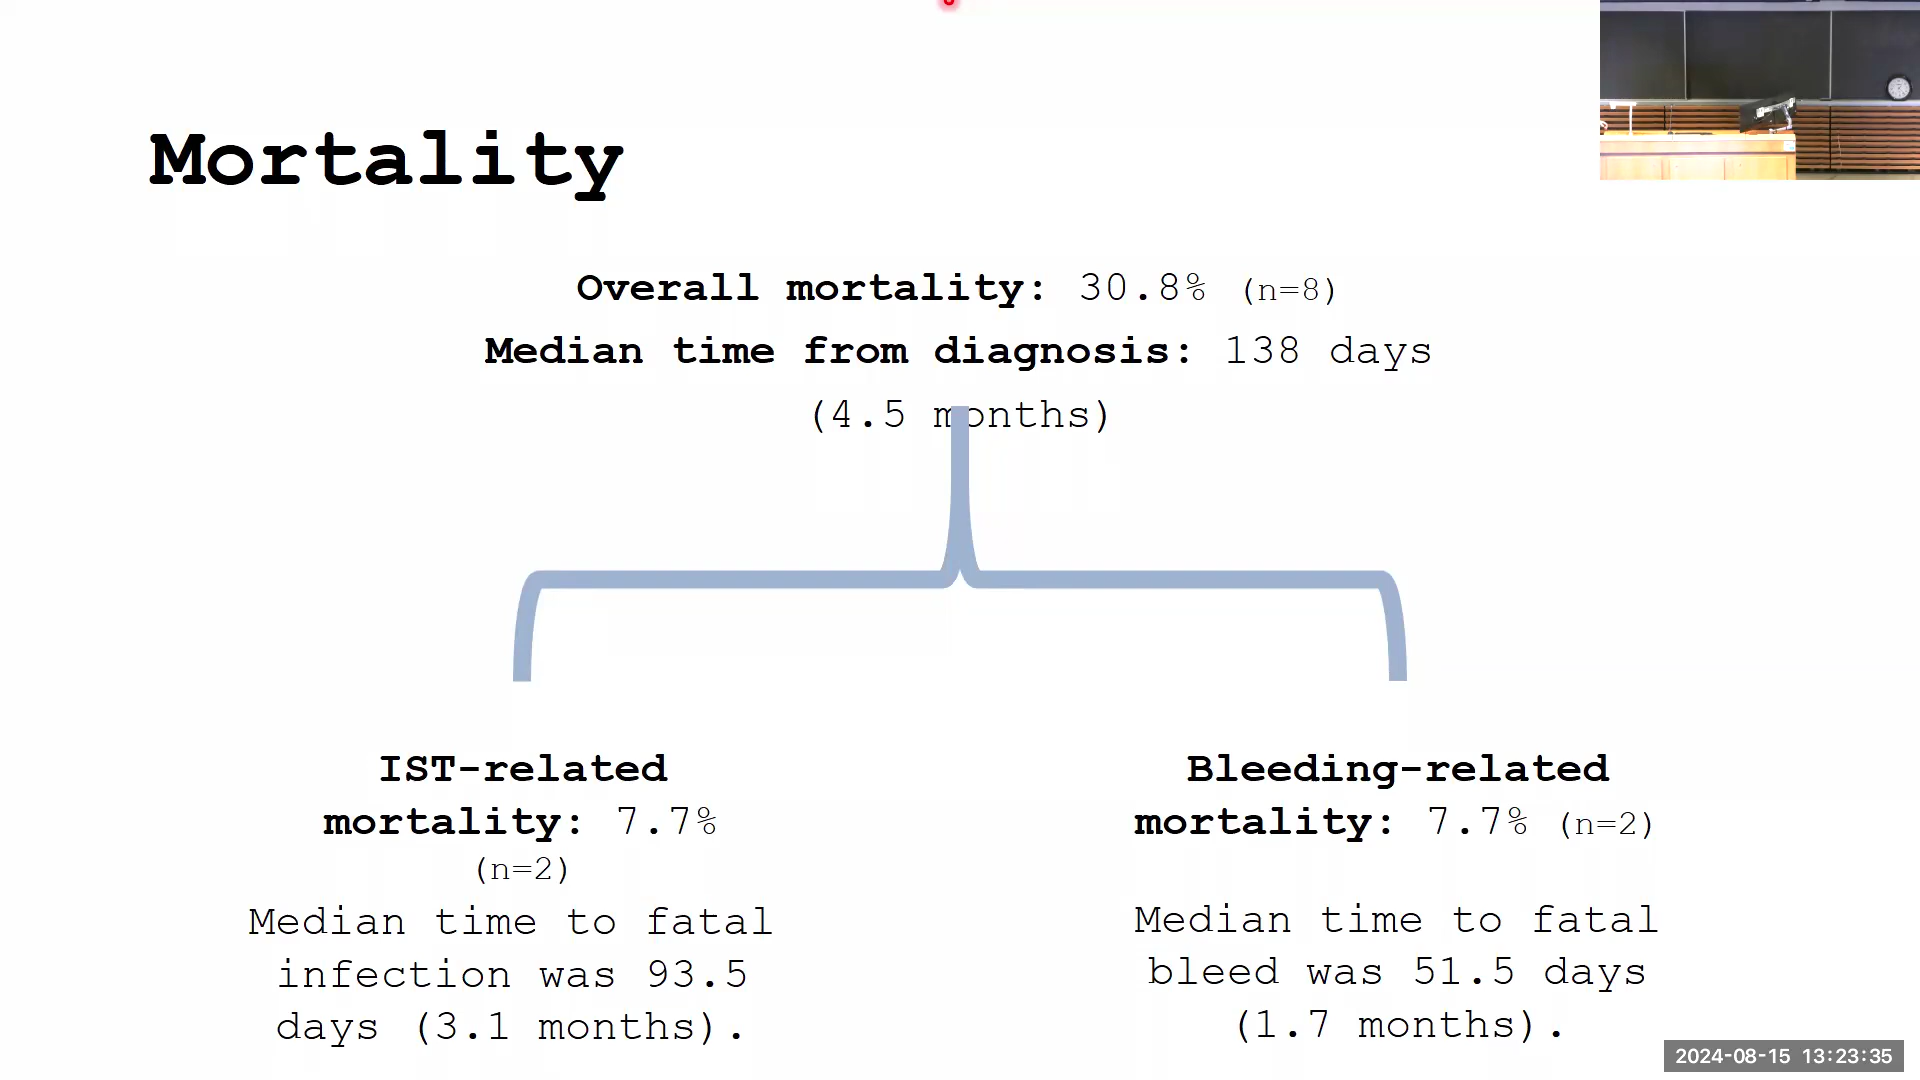 Mortality
Overall mortality: 30.8% (n=8)
Median time from diagnosis: 138 days
(4.5 months)
IST-related
mortality: 7.7%
(n=2)
Median time to fatal
infection was 93.5
days (3.1 months).
Bleeding-related
mortality: 7.7% (n=2)
Median time to fatal
bleed was 51.5 days
(1.7 months).
2024-08-15 13:23:35